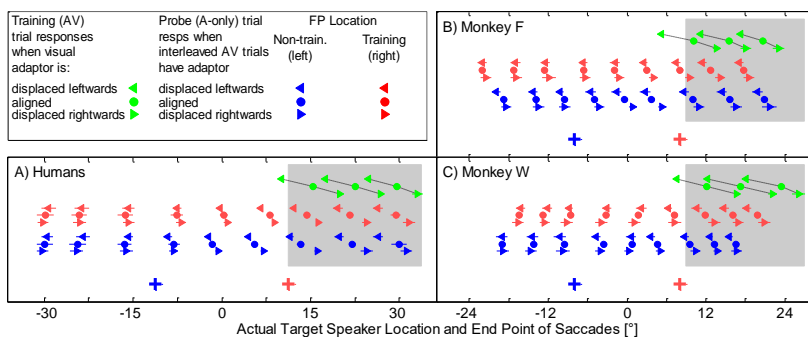 Training (AV) Probe (A-only) trial FP Location
trial responses resps when Non-train. Training
when visual interleaved AV trials (left) (right)
adaptor is: have adaptor
displaced leftwards displaced leftwards
aligned aligned
displaced rightwards displaced rightwards
B) Monkey F
A) Humans
C) Monkey W
-30 -15 0 15 30 -24 -12 0 12 24
Actual Target Speaker Location and End Point of Saccades [°]